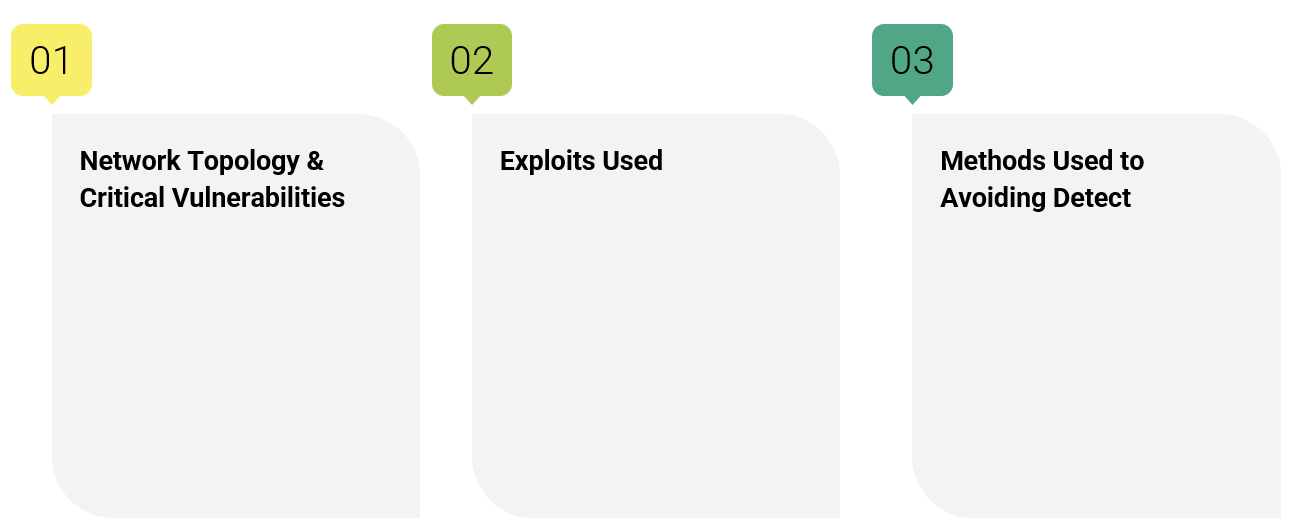 01
Network Topology &
Critical Vulnerabilities
02
Exploits Used
03
Methods Used to
Avoiding Detect